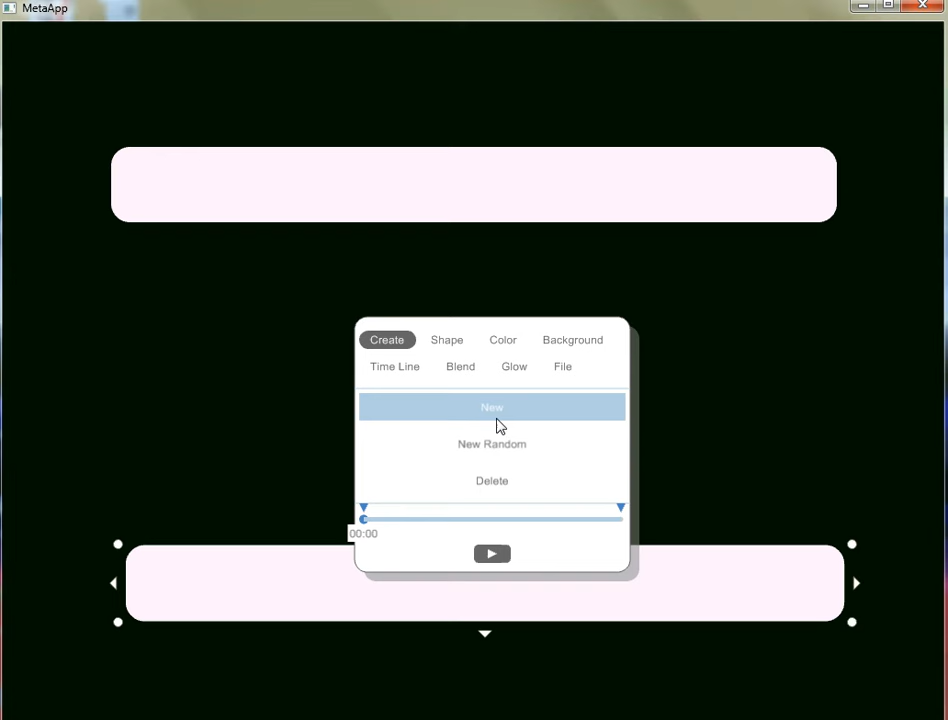 MetaApp
Create Shape Color Background
Time Line Blend Glow File
New
New Random
Delete
00:00